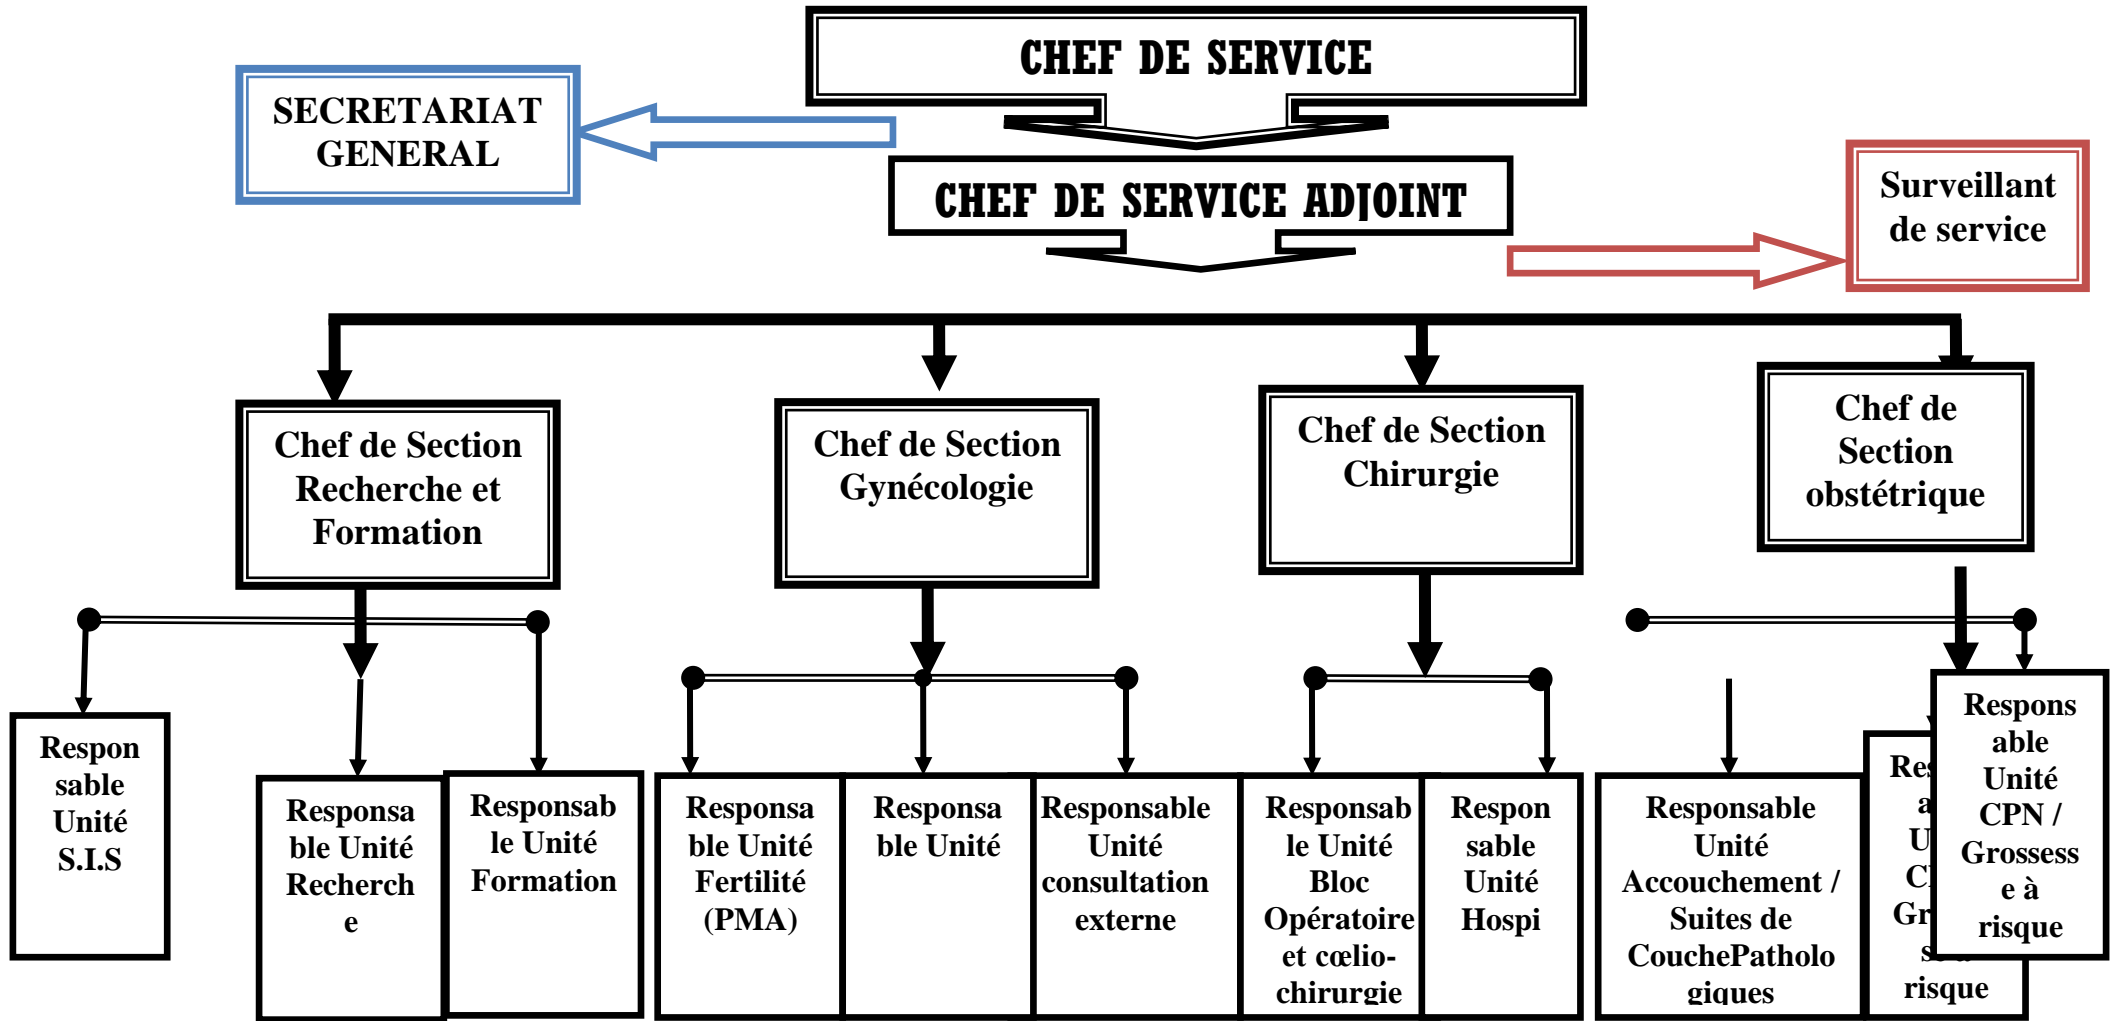 CHEF DE SERVICE
SECRETARIAT
GENERAL
CHEF DE SERVICE ADJOINT
Surveillant
de service
Chef de Section
Recherche et
Formation
Chef de Section
Gynécologie
Chef de Section
Chirurgie
Chef de
Section
obstétrique
Respon
sable
Unité
S.I.S
Responsa
ble Unité
Recherch
e
Responsab
le Unité
Formation
Responsa
ble Unité
Fertilité
(PMA)
Responsa
ble Unité
Responsable
Unité
consultation
externe
Responsab
le Unité
Bloc
Opératoire
et cœlio-
chirurgie
Respon
sable
Unité
Hospi
Responsable
Unité
Accouchement /
Suites de
CouchePatholo
giques
risque
Respons
able
Unité
CPN /
Grossess
e à
risque